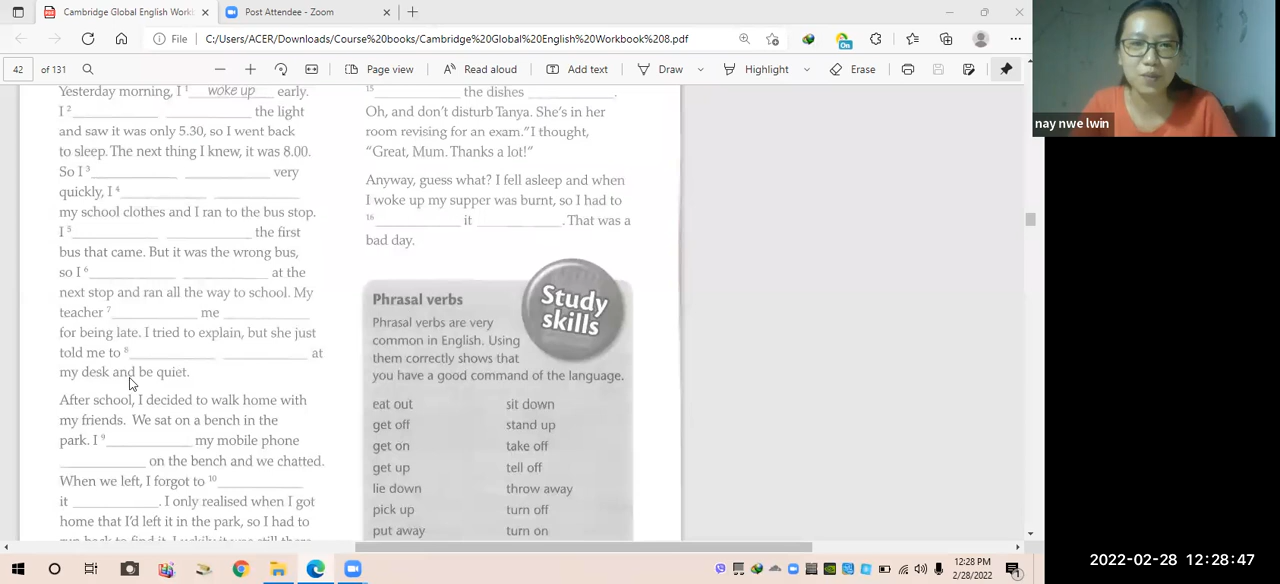 Cambridge Global English Workb
Post Attendee - Zoom
File
C:/Users/ACER/Downloads/Course%20books/Cambridge%20Global%20English%20Workbook%208.pdf
on
42 of 131
Page view
Read aloud
Add text
Draw
Highlight
Erase
nay nwe lwin
Yesterday morning, I 1 woke up early.
I 2 the light
and saw it was only 5.30, so I went back
to sleep. The next thing I knew, it was 8.00.
So I 3 very
quickly, I 4
my school clothes and I ran to the bus stop.
I 5 the first
bus that came. But it was the wrong bus,
so I 6 at the
next stop and ran all the way to school. My
teacher 7 me
for being late. I tried to explain, but she just
told me to 8 at
my desk and be quiet.
After school, I decided to walk home with
my friends. We sat on a bench in the
park. I 9 my mobile phone
on the bench and we chatted.
When we left, I forgot to 10
it . I only realised when I got
home that I'd left it in the park, so I had to
run back to find it. Luckily it was still there
15 the dishes .
Oh, and don't disturb Tanya. She's in her
room revising for an exam." I thought,
"Great, Mum. Thanks a lot!"
Anyway, guess what? I fell asleep and when
I woke up my supper was burnt, so I had to
16 it . That was a
bad day.
Study
skills
Phrasal verbs
Phrasal verbs are very
common in English. Using
them correctly shows that
you have a good command of the language.
eat out
get off
get on
get up
lie down
pick up
put away
sit down
stand up
take off
tell off
throw away
turn off
turn on
12:28 PM
2/28/2022
1
2022-02-28 12:28:47